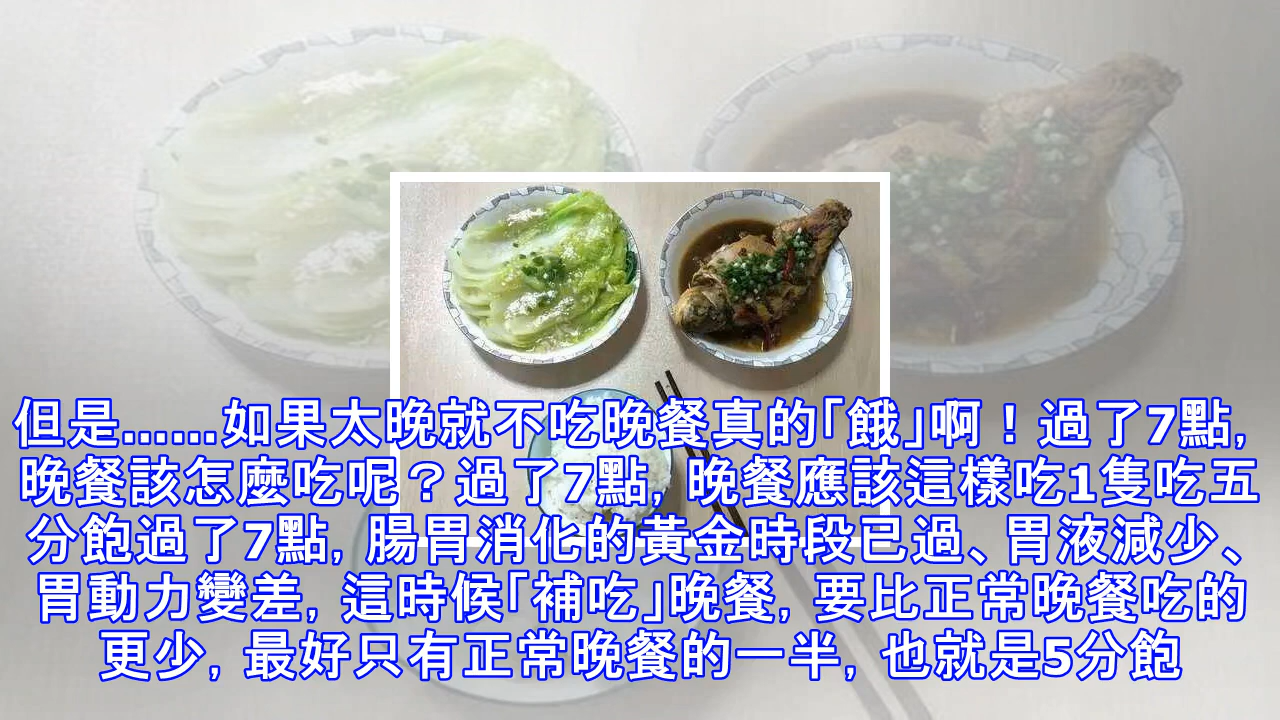 但是......如果太晚就不吃晚餐真的「餓」啊！過了7點,
晚餐該怎麼吃呢？過了7點, 晚餐應該這樣吃1隻吃五
分飽過了7點, 腸胃消化的黃金時段已過、胃液減少、
胃動力變差, 這時候「補吃」晚餐, 要比正常晚餐吃的
更少, 最好只有正常晚餐的一半, 也就是5分飽